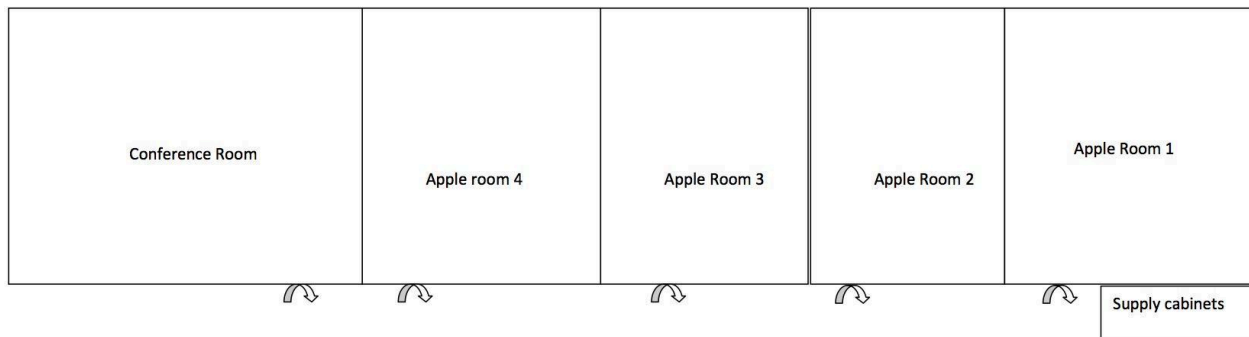 Conference Room
Apple room 4
Apple Room 3
Apple Room 2
Apple Room 1
Supply cabinets